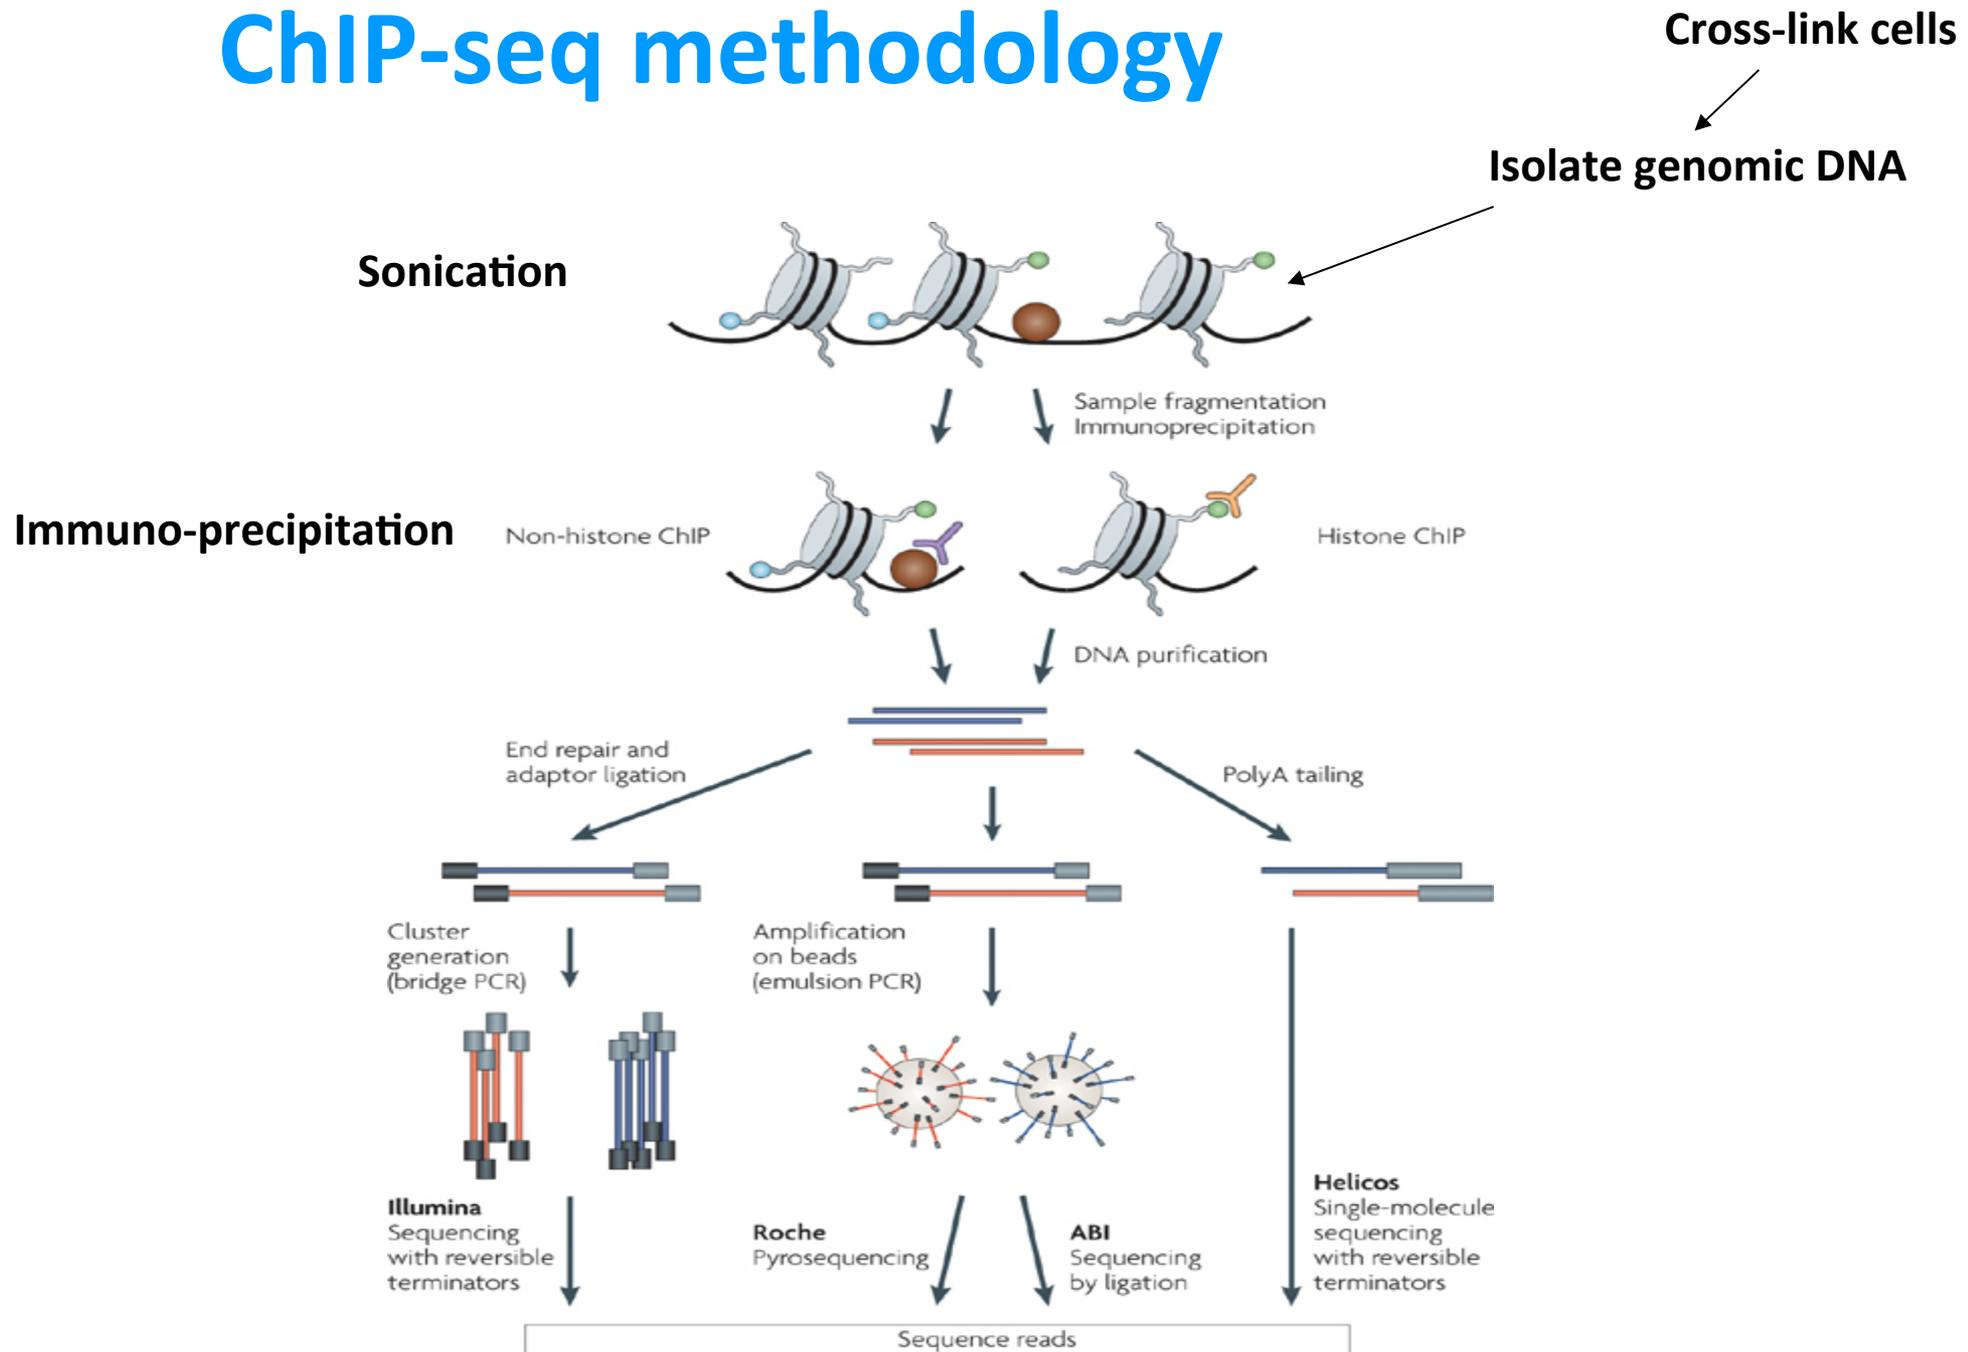 ChIP-seq methodology
Cross-link cells
Isolate genomic DNA
Sonication
Sample fragmentation
Immunoprecipitation
Immuno-precipitation
Non-histone ChIP
Histone ChIP
DNA purification
End repair and
adaptor ligation
PolyA tailing
Cluster
generation
(bridge PCR)
Amplification
on beads
(emulsion PCR)
Illumina
Sequencing
with reversible
terminators
Roche
Pyrosequencing
ABI
Sequencing
by ligation
Helicos
Single-molecule
sequencing
with reversible
terminators
Sequence reads